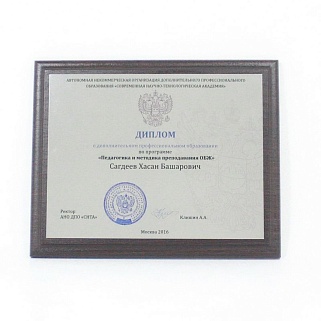 АВТОНОМНАЯ НЕКОММЕРЧЕСКАЯ ОРГАНИЗАЦИЯ ДОПОЛНИТЕЛЬНОГО ПРОФЕССИОНАЛЬНОГО
ОБРАЗОВАНИЯ «СОВРЕМЕННАЯ НАУЧНО-ТЕХНОЛОГИЧЕСКАЯ АКАДЕМИЯ»
ДИПЛОМ
о дополнительном профессиональном образовании
по программе
«Педагогика и методика преподавания ОБЖ»
Сагдеев Хасан Башарович
Ректор
АНО ДПО «СНТА»
Клишин А.А.
Москва 2016